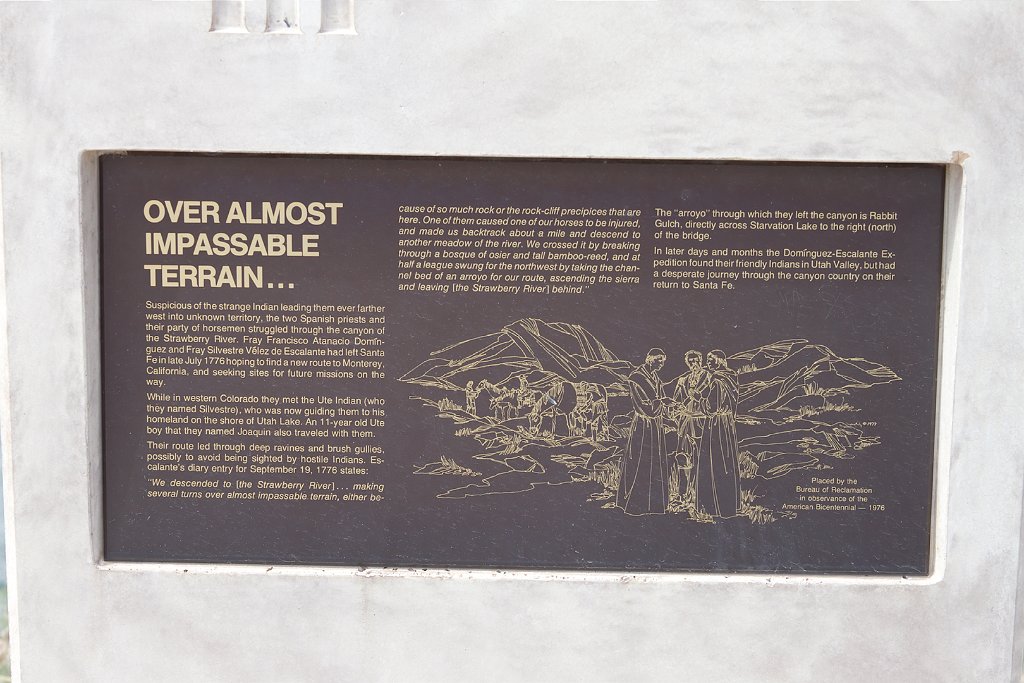 OVER ALMOST
IMPASSABLE
TERRAIN...
Suspicious of the strange Indian leading them ever farther
west into unknown territory, the two Spanish priests and
their party of horsemen struggled through the canyon of
the Strawberry River. Fray Francisco Atanacio Domín-
guez and Fray Silvestre Vélez de Escalante had left Santa
Fe in late July 1776 hoping to find a new route to Monterey,
California, and seeking sites for future missions on the
way.
While in western Colorado they met the Ute Indian (who
they named Silvestre), who was now guiding them to his
homeland on the shore of Utah Lake. An 11-year old Ute
boy that they named Joaquin also traveled with them.
Their route led through deep ravines and brush gullies,
possibly to avoid being sighted by hostile Indians. Es-
calante's diary entry for September 19, 1776 states:
"We descended to [the Strawberry River]... making
several turns over almost impassable terrain, either be-
cause of so much rock or the rock-cliff precipices that are
here. One of them caused one of our horses to be injured,
and made us backtrack about a mile and descend to
another meadow of the river. We crossed it by breaking
through a bosque of osier and tall bamboo-reed, and at
half a league swung for the northwest by taking the chan-
nel bed of an arroyo for our route, ascending the sierra
and leaving [the Strawberry River] behind."
The "arroyo" through which they left the canyon is Rabbit
Gulch, directly across Starvation Lake to the right (north)
of the bridge.
In later days and months the Domínguez-Escalante Ex-
pedition found their friendly Indians in Utah Valley, but had
a desperate journey through the canyon country on their
return to Santa Fe.
Placed by the
Bureau of Reclamation
in observance of the
American Bicentennial — 1976